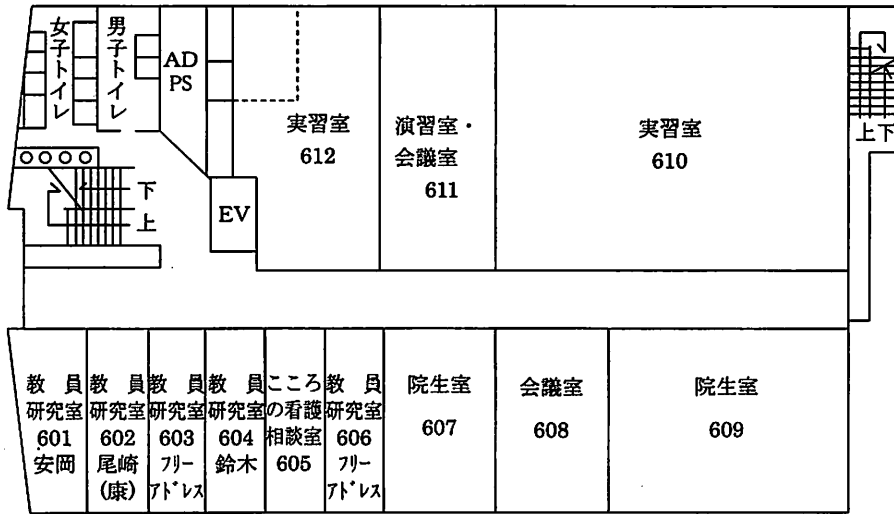 女子トイレ
男子トイレ
AD
PS
実習室
612
演習室・
会議室
611
実習室
610
上下
下
上
EV
教 員
研究室
601
安岡
教 員
研究室
602
尾崎
(康)
教 員
研究室
603
フリー
アドレス
教 員
研究室
604
鈴木
こころ
の看護
相談室
605
教 員
研究室
606
フリー
アドレス
院生室
607
会議室
608
院生室
609